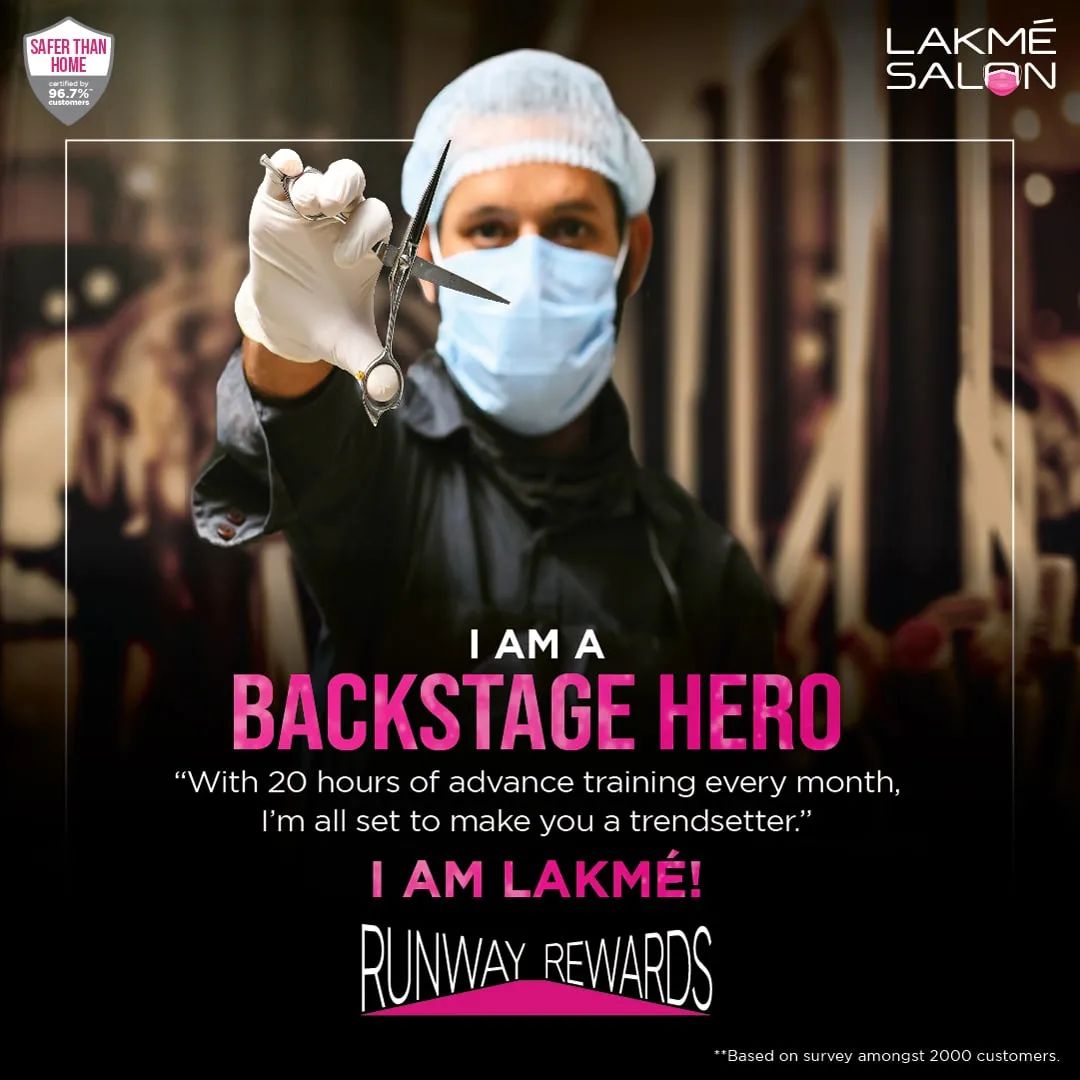 SAFER THAN
HOME
certified by
96.7%**
customers
LAKMÉ
SALON
I AM A
BACKSTAGE HERO
“With 20 hours of advance training every month,
I’m all set to make you a trendsetter.”
I AM LAKMÉ!
RUNWAY REWARDS
**Based on survey amongst 2000 customers.